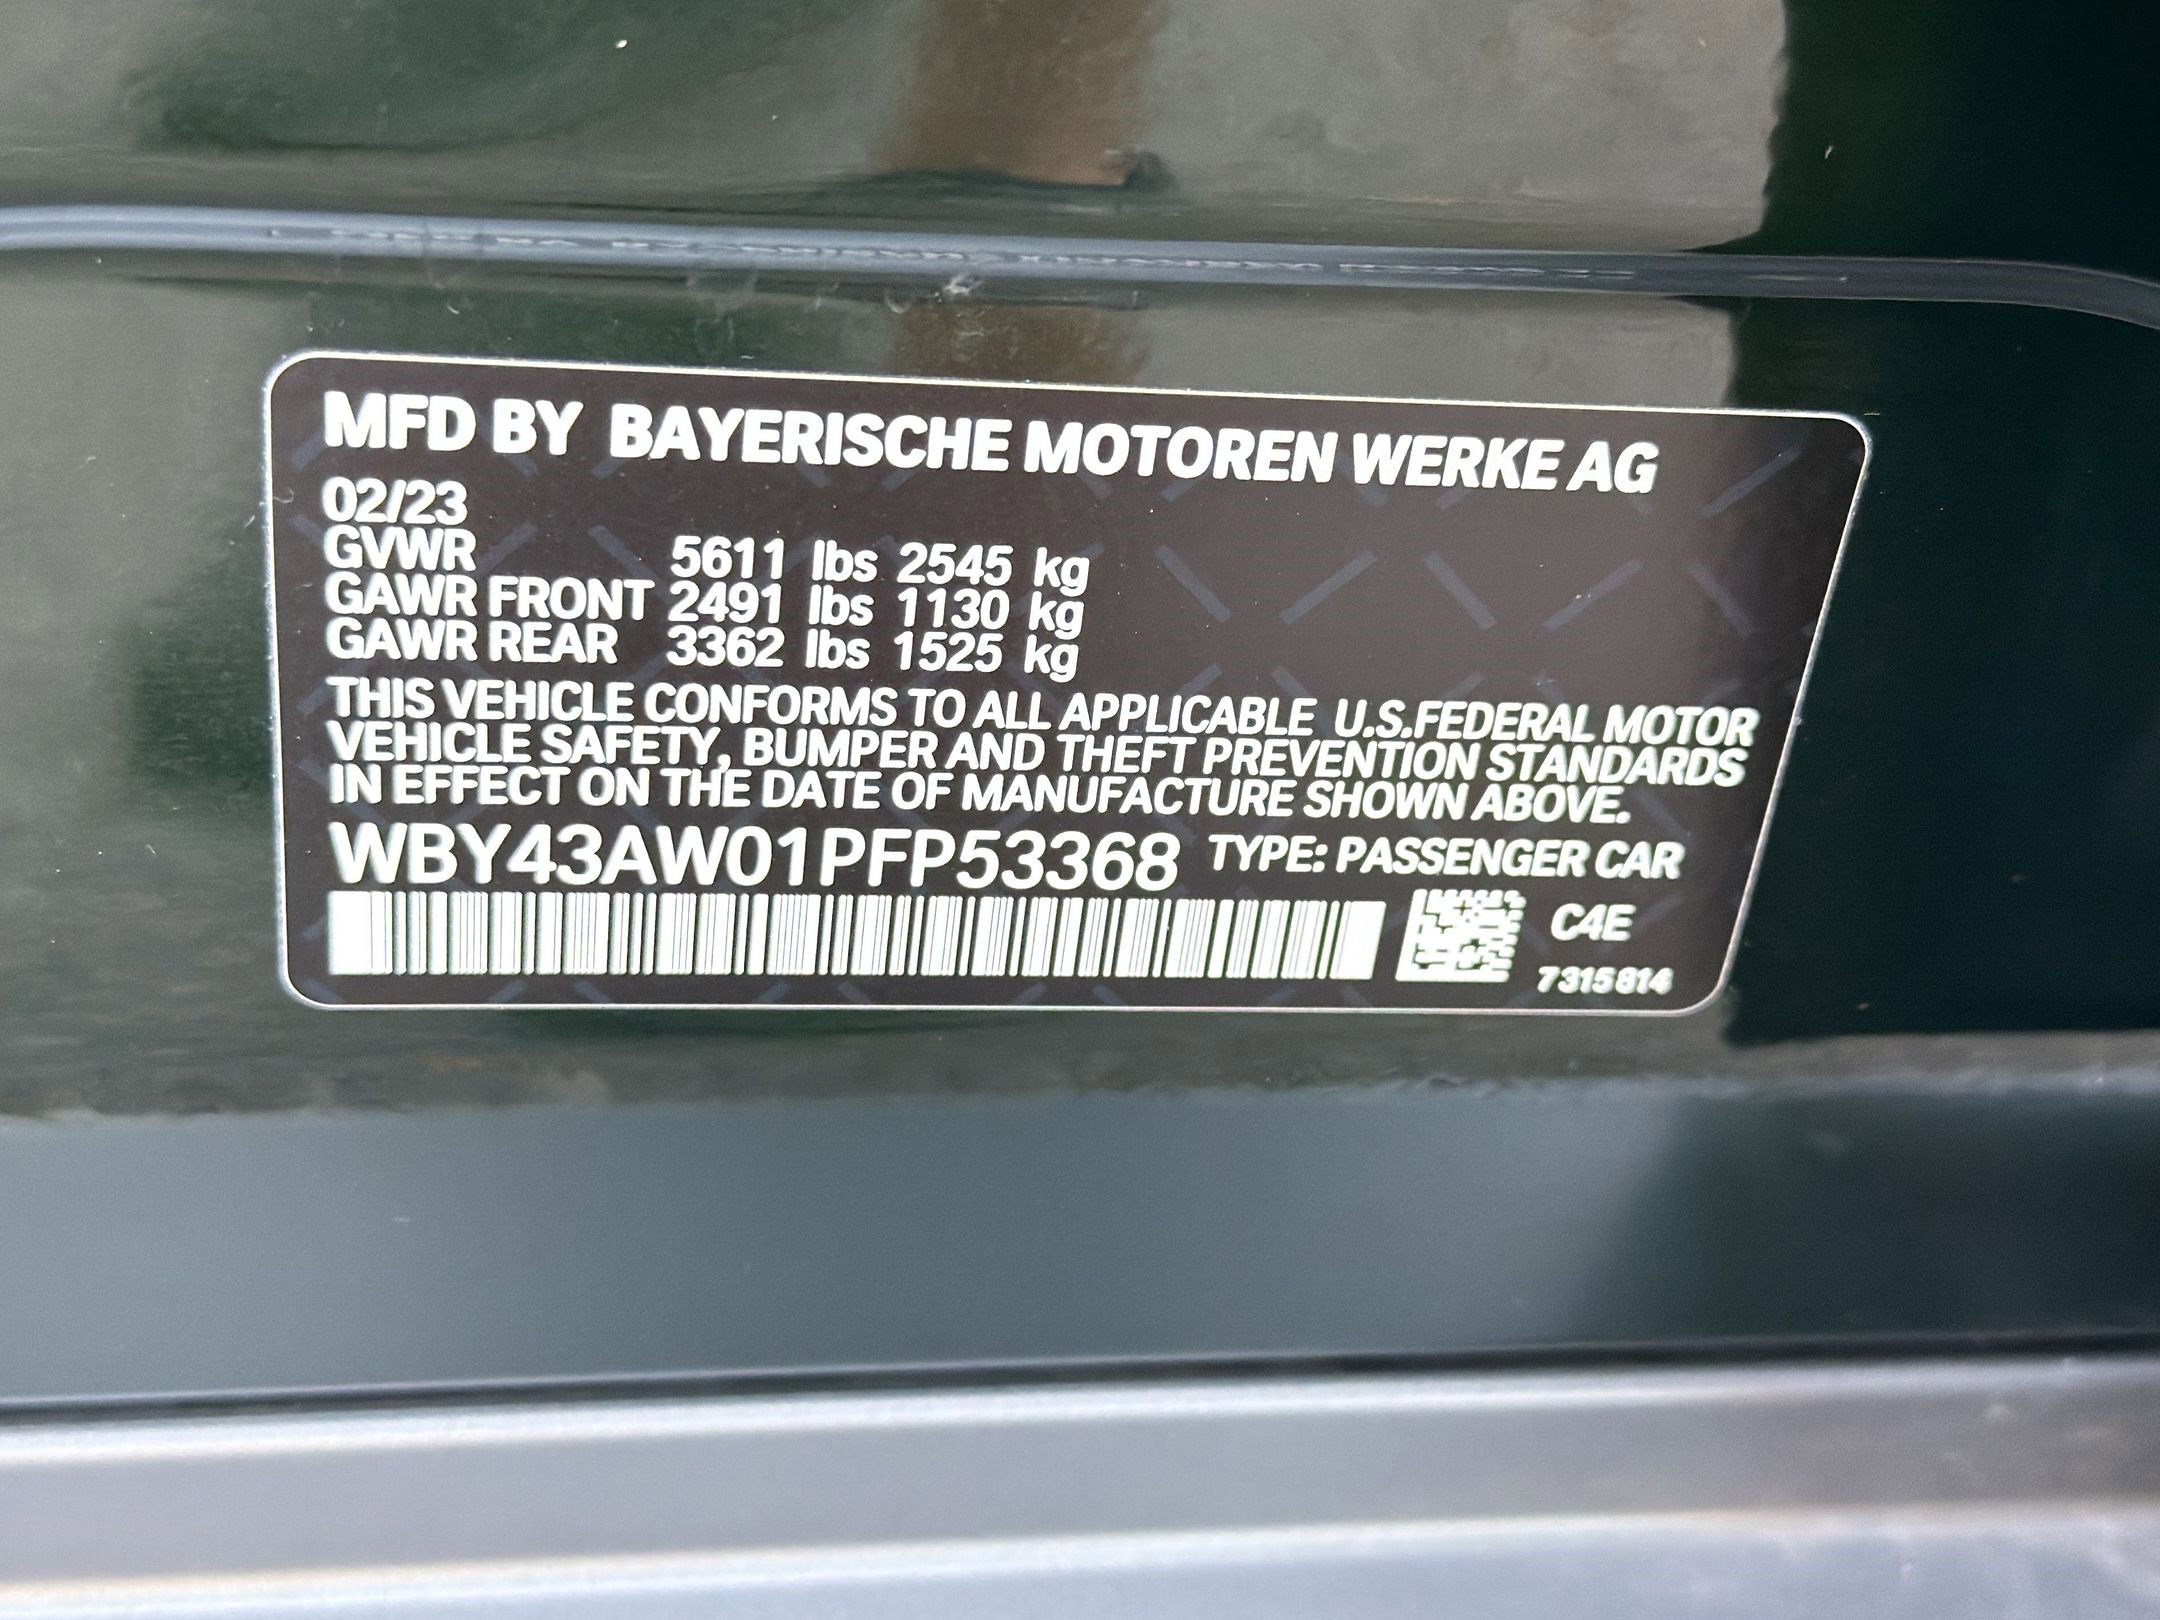 MFD BY BAYERISCHE MOTOREN WERKE AG
02/23
GVWR 5611 lbs 2545 kg
GAWR FRONT 2491 lbs 1130 kg
GAWR REAR 3362 lbs 1525 kg
THIS VEHICLE CONFORMS TO ALL APPLICABLE U.S.FEDERAL MOTOR
VEHICLE SAFETY, BUMPER AND THEFT PREVENTION STANDARDS
IN EFFECT ON THE DATE OF MANUFACTURE SHOWN ABOVE.
WBY43AW01PFP53368 TYPE: PASSENGER CAR
C4E
7315814